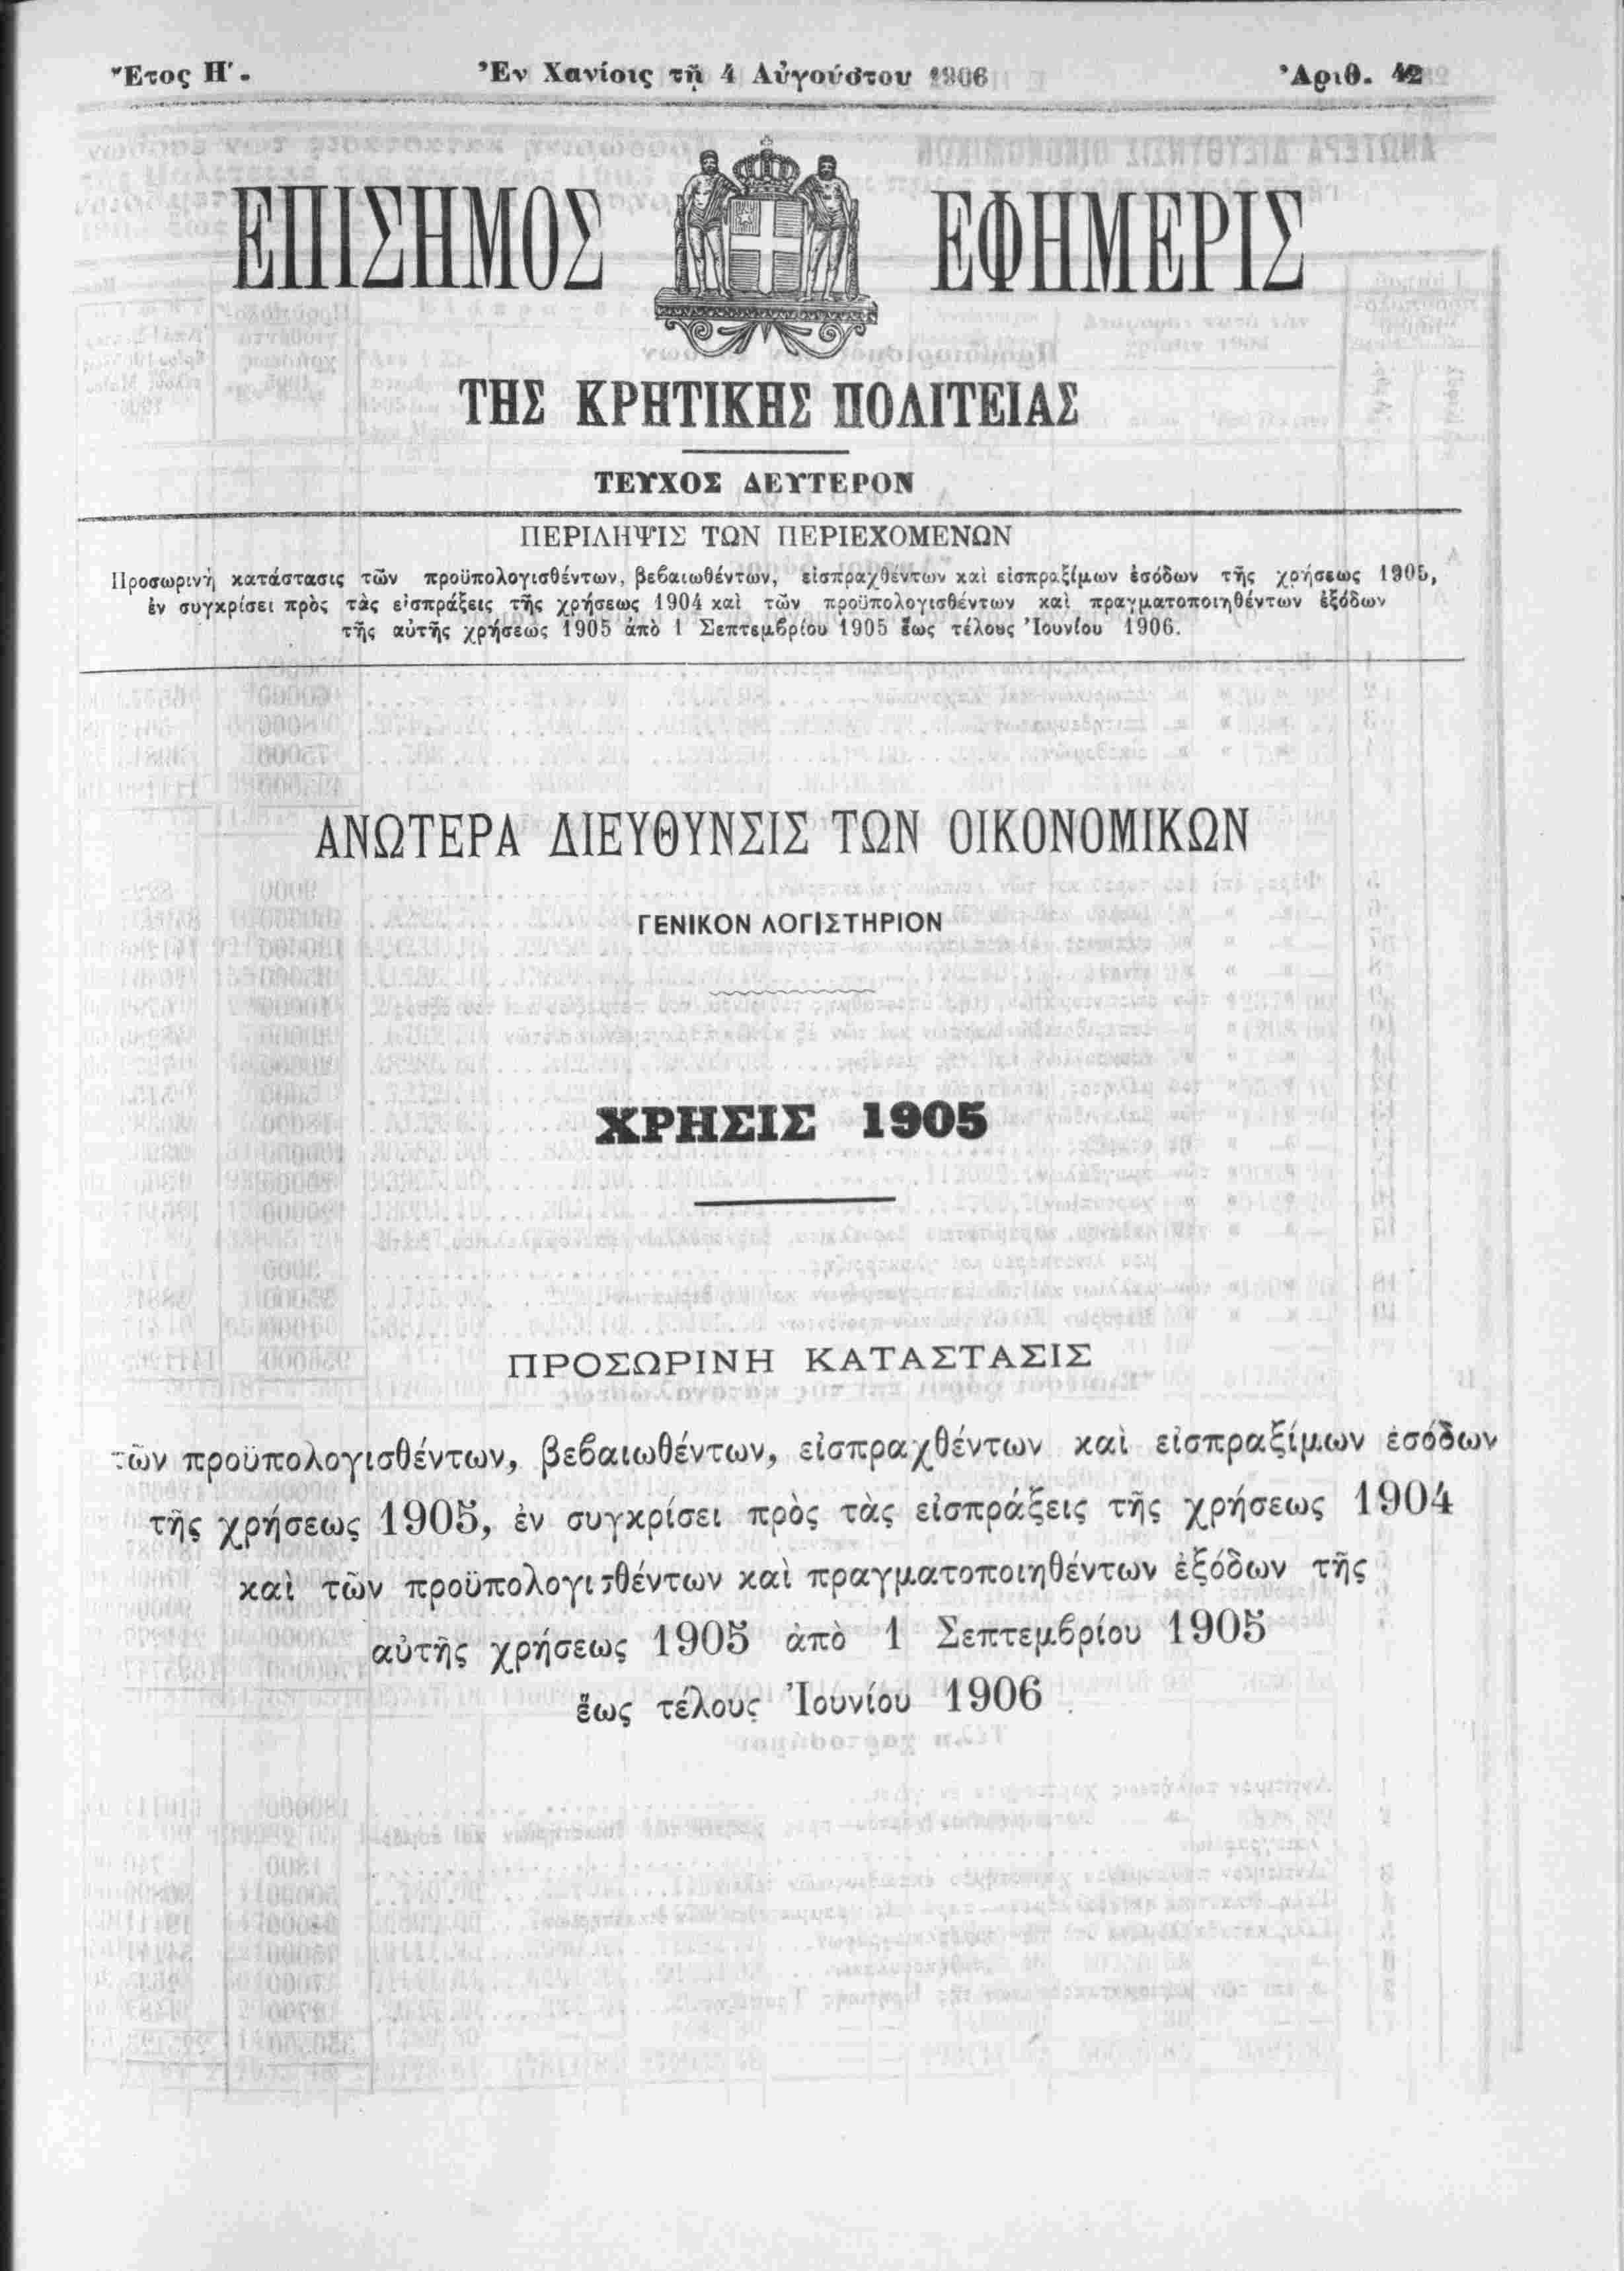 Ἔτος Η΄.
Ἐν Χανίοις τῇ 4 Αὐγούστου 1906
Ἀριθ. 42
ΕΠΙΣΗΜΟΣ ΕΦΗΜΕΡΙΣ
ΤΗΣ ΚΡΗΤΙΚΗΣ ΠΟΛΙΤΕΙΑΣ
ΤΕΥΧΟΣ ΔΕΥΤΕΡΟΝ
ΠΕΡΙΛΗΨΙΣ ΤΩΝ ΠΕΡΙΕΧΟΜΕΝΩΝ
Προσωρινὴ κατάστασις τῶν προϋπολογισθέντων, βεβαιωθέντων, εἰσπραχθέντων καὶ εἰσπραξίμων ἐσόδων τῆς χρήσεως 1905,
ἐν συγκρίσει πρὸς τὰς εἰσπράξεις τῆς χρήσεως 1904 καὶ τῶν προϋπολογισθέντων καὶ πραγματοποιηθέντων ἐξόδων
τῆς αὐτῆς χρήσεως 1905 ἀπὸ 1 Σεπτεμβρίου 1905 ἕως τέλους Ἰουνίου 1906.
ΑΝΩΤΕΡΑ ΔΙΕΥΘΥΝΣΙΣ ΤΩΝ ΟΙΚΟΝΟΜΙΚΩΝ
ΓΕΝΙΚΟΝ ΛΟΓΙΣΤΗΡΙΟΝ
ΧΡΗΣΙΣ 1905
ΠΡΟΣΩΡΙΝΗ ΚΑΤΑΣΤΑΣΙΣ
τῶν προϋπολογισθέντων, βεβαιωθέντων, εἰσπραχθέντων καὶ εἰσπραξίμων ἐσόδων
τῆς χρήσεως 1905, ἐν συγκρίσει πρὸς τὰς εἰσπράξεις τῆς χρήσεως 1904
καὶ τῶν προϋπολογισθέντων καὶ πραγματοποιηθέντων ἐξόδων τῆς
αὐτῆς χρήσεως 1905 ἀπὸ 1 Σεπτεμβρίου 1905
ἕως τέλους Ἰουνίου 1906.